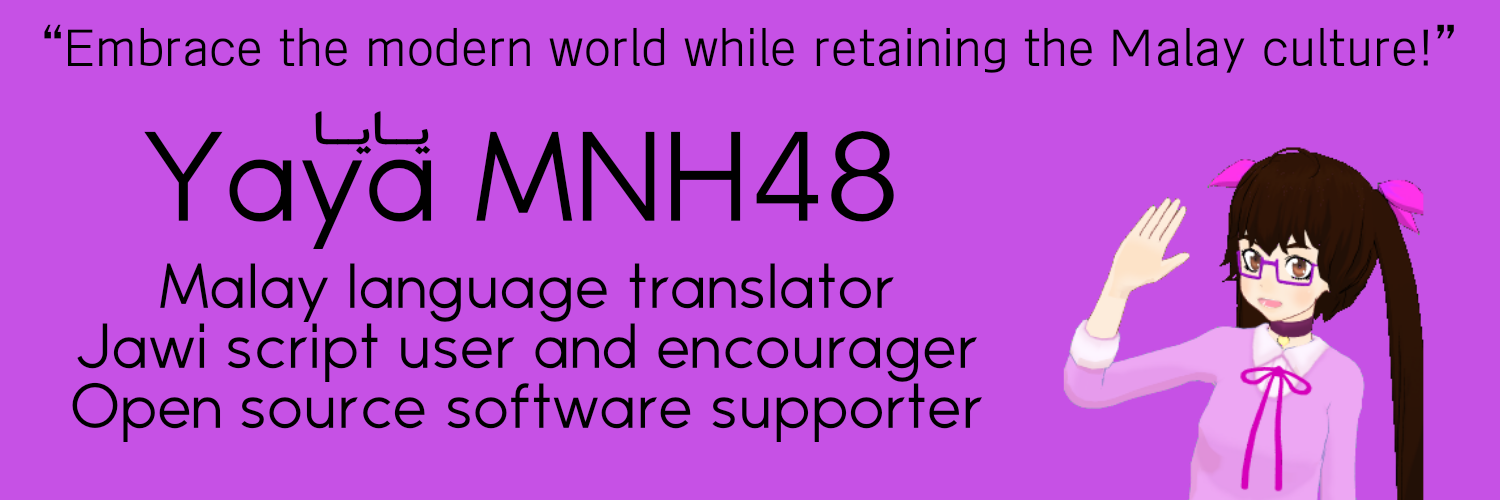 “Embrace the modern world while retaining the Malay culture!”
يايا
Yaya MNH48
Malay language translator
Jawi script user and encourager
Open source software supporter